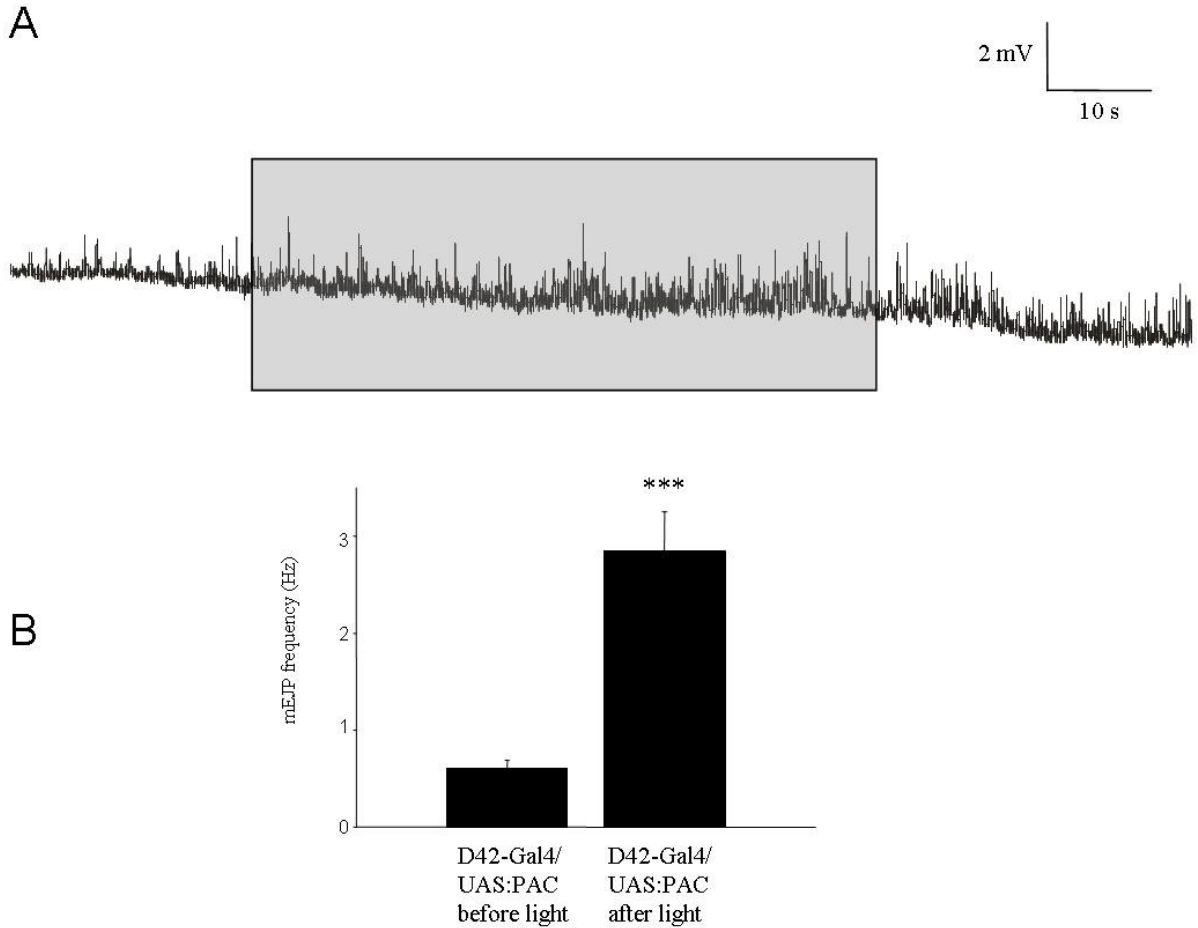 A
2 mV
10 s
B
***
mEJP frequency (Hz)
3
2
1
0
D42-Gal4/
UAS:PAC
before light
D42-Gal4/
UAS:PAC
after light